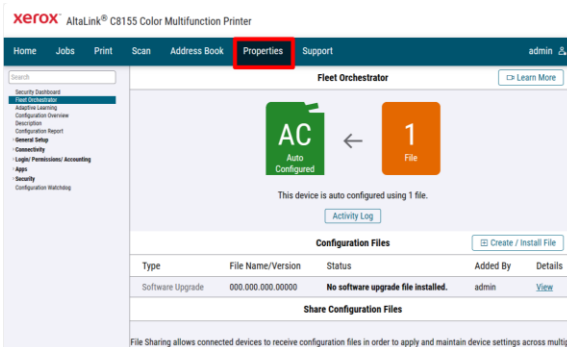 xerox™ AltaLink® C8155 Color Multifunction Printer
Home Jobs Print Scan Address Book Properties Support admin
Search
Fleet Orchestrator
Learn More
Security Dashboard
Fleet Orchestrator
Adaptive Learning
Configuration Overview
Description
Configuration Report
General Setup
Connectivity
Login/ Permissions/ Accounting
Apps
Security
Configuration Watchdog
AC
Auto
Configured
1
File
This device is auto configured using 1 file.
Activity Log
Configuration Files
Create / Install File
Type File Name/Version Status Added By Details
Software Upgrade 000.000.000.00000 No software upgrade file installed. admin View
Share Configuration Files
File Sharing allows connected devices to receive configuration files in order to apply and maintain device settings across multip